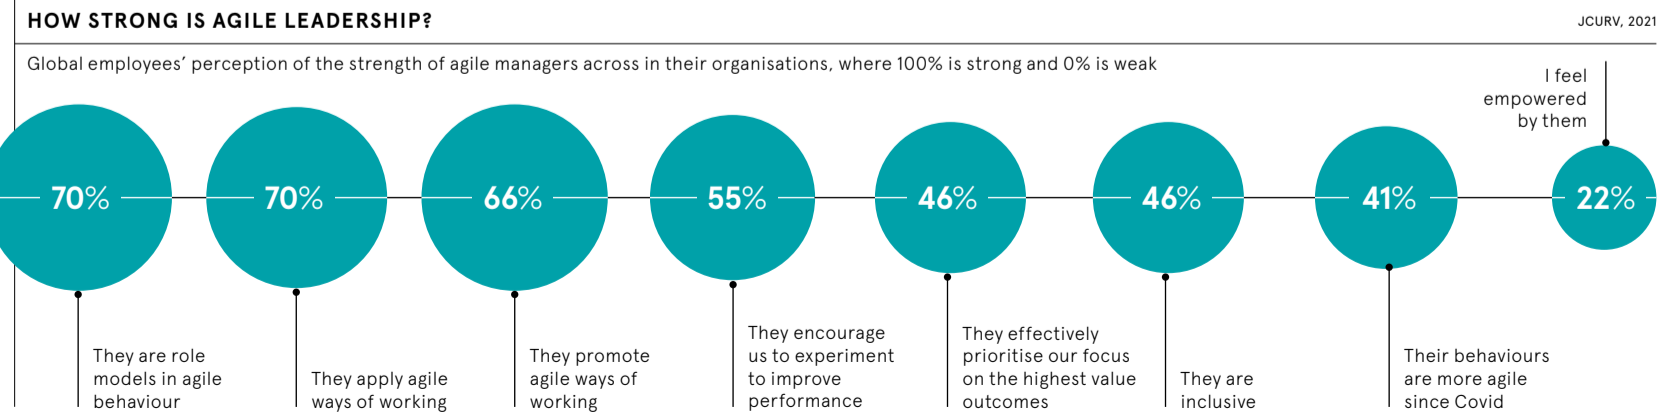 HOW STRONG IS AGILE LEADERSHIP?
JCURV, 2021
Global employees’ perception of the strength of agile managers across in their organisations, where 100% is strong and 0% is weak
70%
They are role
models in agile
behaviour
70%
They apply agile
ways of working
66%
They promote
agile ways of
working
55%
They encourage
us to experiment
to improve
performance
46%
They effectively
prioritise our focus
on the highest value
outcomes
46%
They are
inclusive
41%
Their behaviours
are more agile
since Covid
I feel
empowered
by them
22%